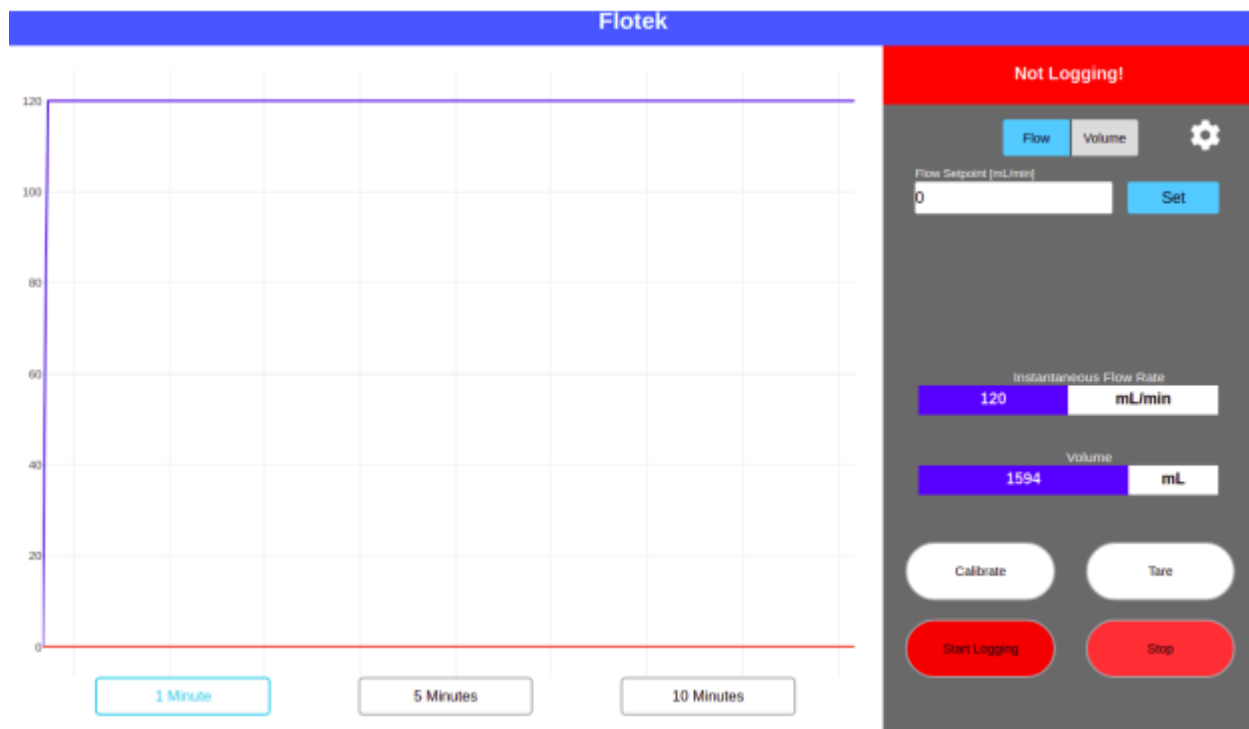 Flotek
120
100
80
60
40
20
0
1 Minute
5 Minutes
10 Minutes
Not Logging!
Flow
Volume
Flow Setpoint [mL/min]
0
Set
Instantaneous Flow Rate
120
mL/min
Volume
1594
mL
Calibrate
Tare
Start Logging
Stop